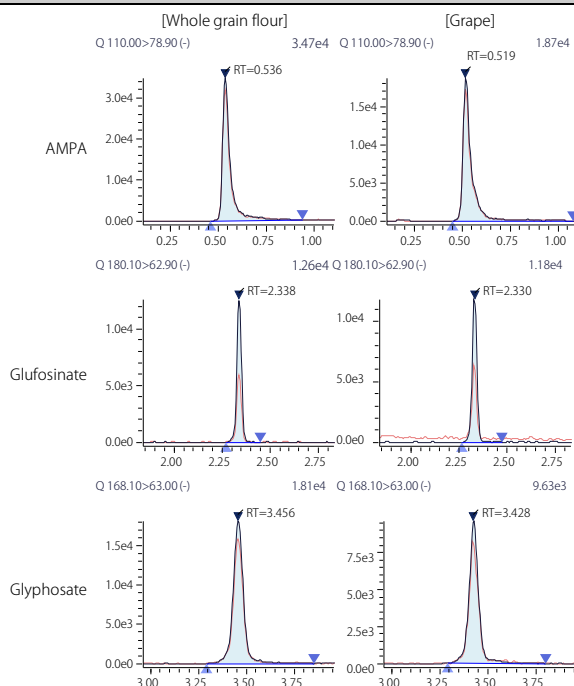 [Whole grain flour] [Grape]
Q 110.00>78.90 (-) 3.47e4 Q 110.00>78.90 (-) 1.87e4
RT=0.536 RT=0.519
AMPA
3.0e4
2.0e4
1.0e4
0.0e0
1.5e4
1.0e4
5.0e3
0.0e0
0.25 0.50 0.75 1.00 0.25 0.50 0.75 1.00
Q 180.10>62.90 (-) 1.26e4 Q 180.10>62.90 (-) 1.18e4
RT=2.338 RT=2.330
Glufosinate
1.0e4
5.0e3
0.0e0
1.0e4
5.0e3
0.0e0
2.00 2.25 2.50 2.75 2.00 2.25 2.50 2.75
Q 168.10>63.00 (-) 1.81e4 Q 168.10>63.00 (-) 9.63e3
RT=3.456 RT=3.428
Glyphosate
1.5e4
1.0e4
5.0e3
0.0e0
7.5e3
5.0e3
2.5e3
0.0e0
3.00 3.25 3.50 3.75 3.00 3.25 3.50 3.75